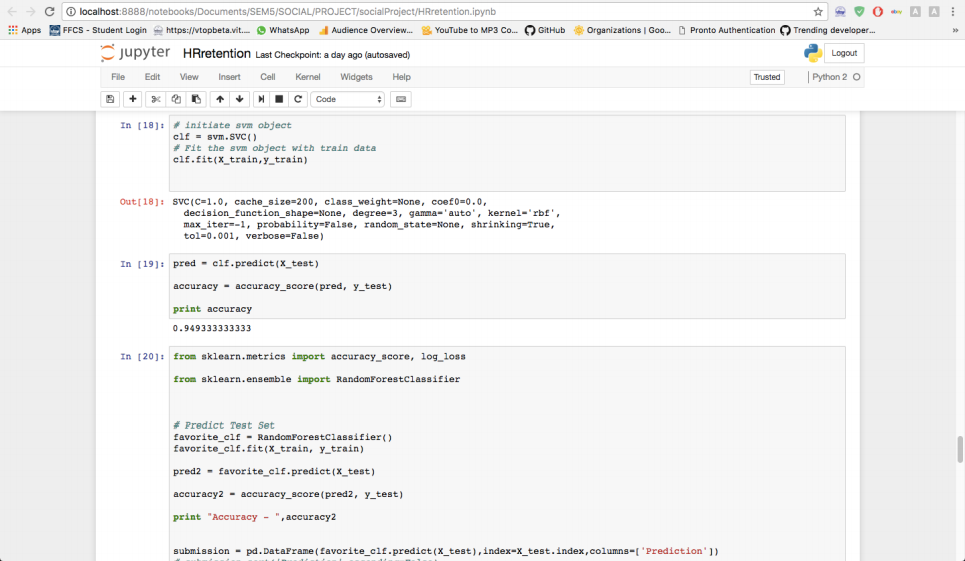 localhost:8888/notebooks/Documents/SEM5/SOCIAL/PROJECT/socialProject/HRretention.ipynb
Apps FFCS - Student Login https://vtopbeta.vit.... WhatsApp Audience Overview... YouTube to MP3 Co... GitHub Organizations | Goo... Pronto Authentication Trending developer... »
jupyter HRretention Last Checkpoint: a day ago (autosaved) Logout
File Edit View Insert Cell Kernel Widgets Help Trusted Python 2
Code
In [18]: # initiate svm object
clf = svm.SVC()
# Fit the svm object with train data
clf.fit(X_train,y_train)
Out[18]: SVC(C=1.0, cache_size=200, class_weight=None, coef0=0.0,
decision_function_shape=None, degree=3, gamma='auto', kernel='rbf',
max_iter=-1, probability=False, random_state=None, shrinking=True,
tol=0.001, verbose=False)
In [19]: pred = clf.predict(X_test)
accuracy = accuracy_score(pred, y_test)
print accuracy
0.949333333333
In [20]: from sklearn.metrics import accuracy_score, log_loss
from sklearn.ensemble import RandomForestClassifier
# Predict Test Set
favorite_clf = RandomForestClassifier()
favorite_clf.fit(X_train, y_train)
pred2 = favorite_clf.predict(X_test)
accuracy2 = accuracy_score(pred2, y_test)
print "Accuracy - ",accuracy2
submission = pd.DataFrame(favorite_clf.predict(X_test),index=X_test.index,columns=['Prediction'])